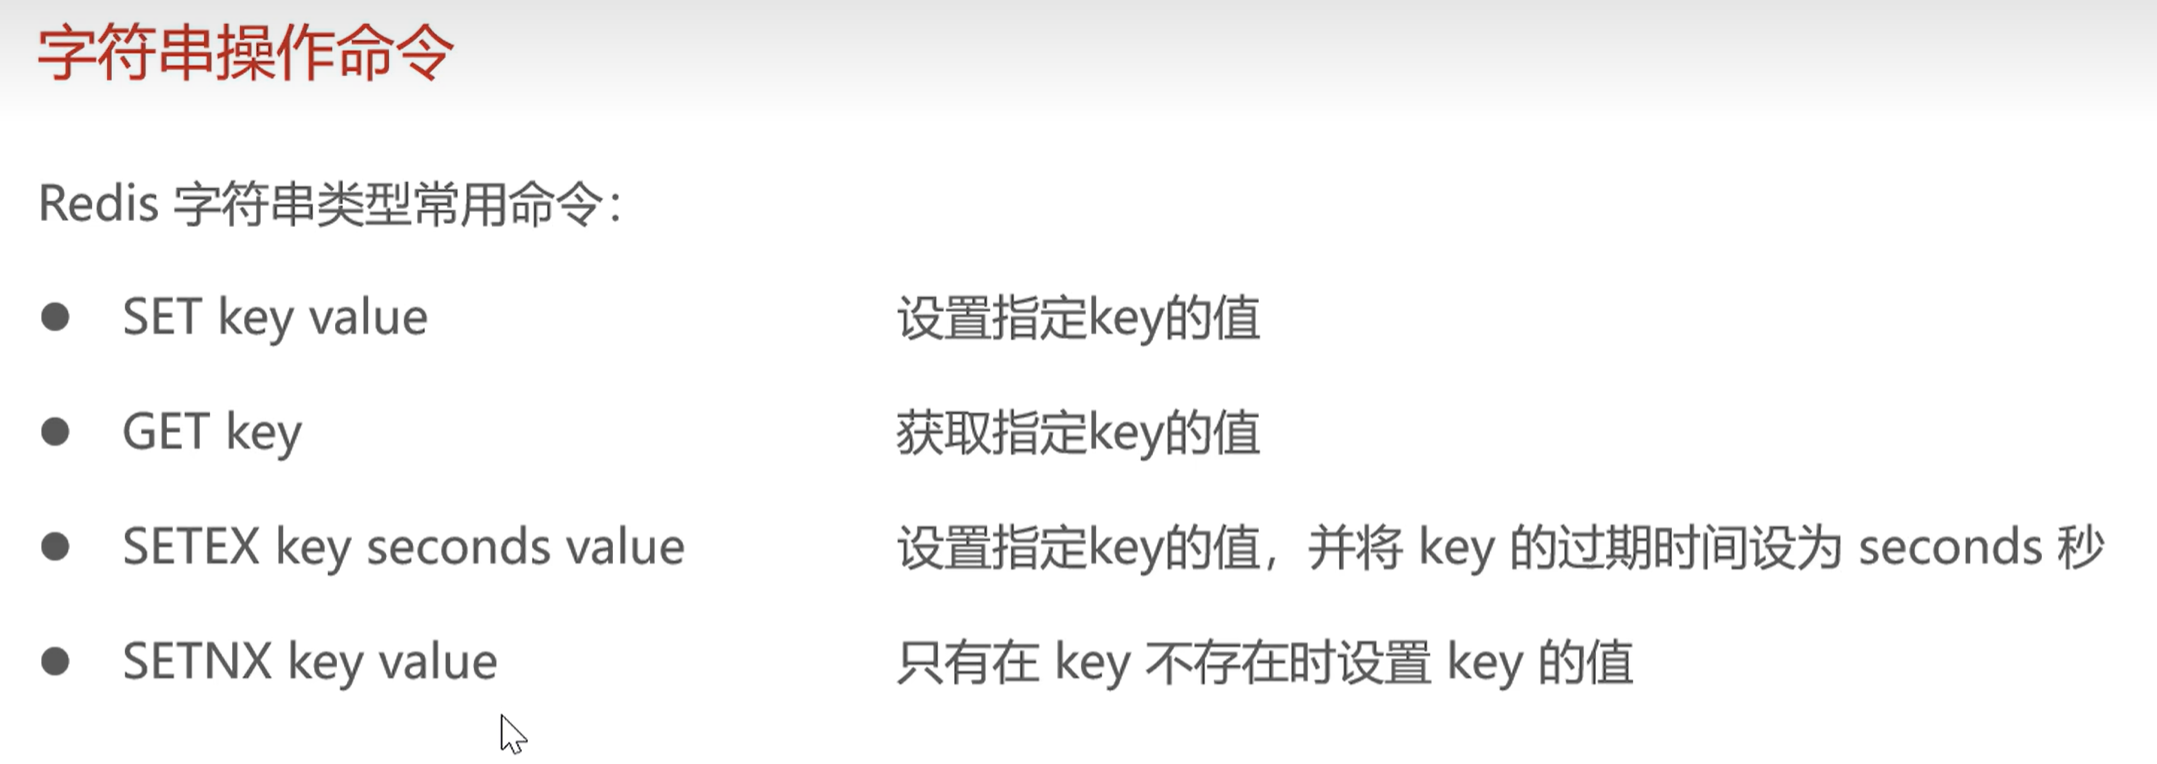 字符串操作命令
Redis 字符串类型常用命令：
● SET key value 设置指定key的值
● GET key 获取指定key的值
● SETEX key seconds value 设置指定key的值，并将 key 的过期时间设为 seconds 秒
● SETNX key value 只有在 key 不存在时设置 key 的值